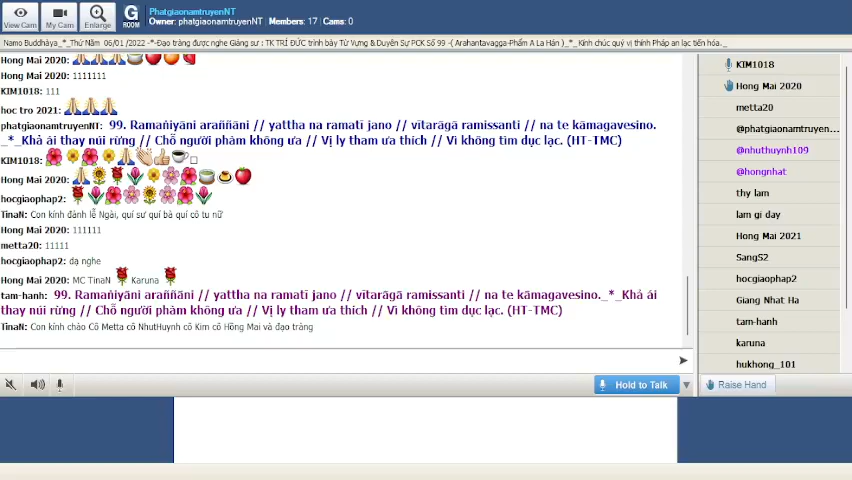 PhatgiaonamtruyenNT
Owner: phatgiaonamtruyenNT | Members: 17 | Cams: 0
View Cam
My Cam
Enlarge
G ROOM
Namo Buddhàya_*_Thứ Năm 06/01/2022 -*-Đạo tràng được nghe Giảng sư : TK TRÍ ĐỨC trình bày Từ Vựng & Duyên Sự PCK Số 99 -( Arahantavagga-Phẩm A La Hán )_*_Kính chúc quý vị thính Pháp an lạc tiến hóa._
Hong Mai 2020:
Hong Mai 2020: 1111111
KIM1018: 111
hoc tro 2021:
phatgiaonamtruyenNT: 99. Ramaṇiyāni araññāni // yattha na ramatī jano // vītarāgā ramissanti // na te kāmagavesino.
_*_Khả ái thay núi rừng // Chỗ người phàm không ưa // Vị ly tham ưa thích // Vì không tìm dục lạc. (HT-TMC)
KIM1018:
Hong Mai 2020:
hocgiaophap2:
TinaN: Con kính đảnh lễ Ngài, quí sư quí bà quí cô tu nữ
Hong Mai 2020: 111111
metta20: 11111
hocgiaophap2: dạ nghe
Hong Mai 2020: MC TinaN Karuna
tam-hanh: 99. Ramaṇiyāni araññāni // yattha na ramatī jano // vītarāgā ramissanti // na te kāmagavesino._*_Khả ái
thay núi rừng // Chỗ người phàm không ưa // Vị ly tham ưa thích // Vì không tìm dục lạc. (HT-TMC)
TinaN: Con kính chào Cô Metta cô NhutHuynh cô Kim cô Hồng Mai và đạo tràng
Hold to Talk
KIM1018
Hong Mai 2020
metta20
@phatgiaonamtruyen...
@nhuthuynh109
@hongnhat
thy lam
lam gi day
Hong Mai 2021
SangS2
hocgiaophap2
Giang Nhat Ha
tam-hanh
karuna
hukhong_101
Raise Hand